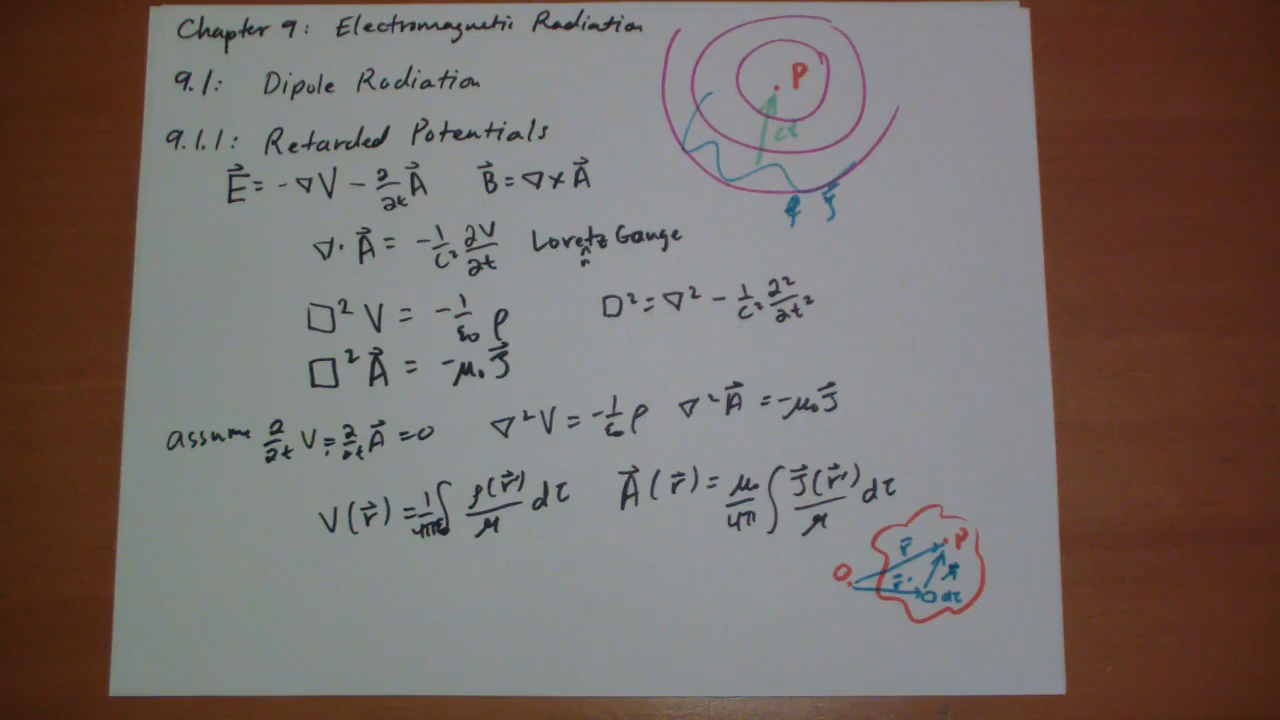 Chapter 9: Electromagnetic Radiation
9.1: Dipole Radiation
9.1.1: Retarded Potentials
P
ct
q J⃗
E⃗ = -∇V - ∂/∂t A⃗   B⃗ = ∇×A⃗
∇·A⃗ = -1/c² ∂V/∂t   Loretz Gauge
n
□²V = -1/ε₀ ρ   □² = ∇² - 1/c² ∂²/∂t²
□²A⃗ = -μ₀J⃗
assume ∂/∂t V = ∂/∂t A⃗ = 0   ∇²V = -1/ε₀ ρ   ∇²A⃗ = -μ₀J⃗
V(r⃗) = 1/4πε₀ ∫ ρ(r⃗')/r dτ   A⃗(r⃗) = μ₀/4π ∫ J⃗(r⃗')/r dτ
r⃗ P
O r⃗' r dτ